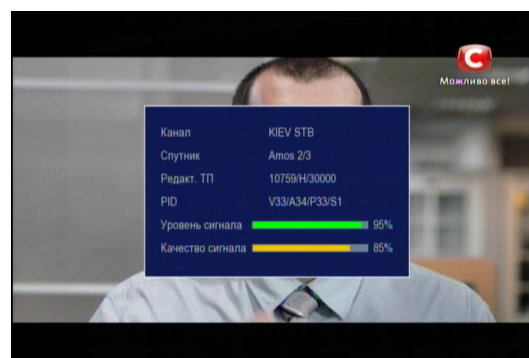 Можливо все!
Канал KIEV STB
Спутник Amos 2/3
Редакт. ТП 10759/H/30000
PID V33/A34/P33/S1
Уровень сигнала 95%
Качество сигнала 85%